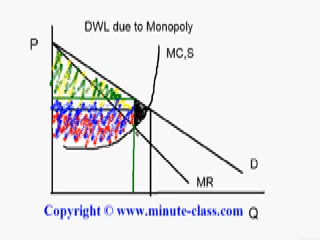 DWL due to Monopoly
P
MC,S
D
MR
Q
Copyright © www.minute-class.com